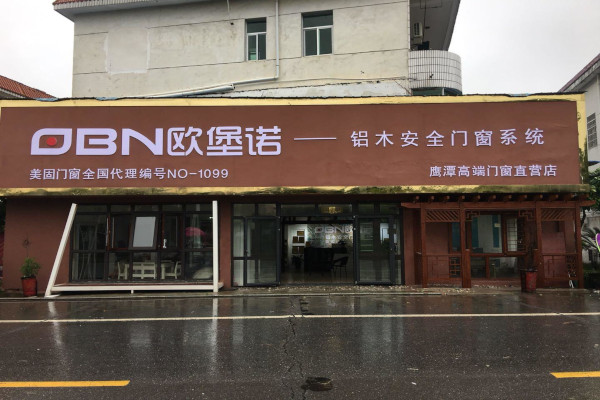 OBN欧堡诺——铝木安全门窗系统
美固门窗全国代理编号NO-1099
鹰潭高端门窗直营店
OBN